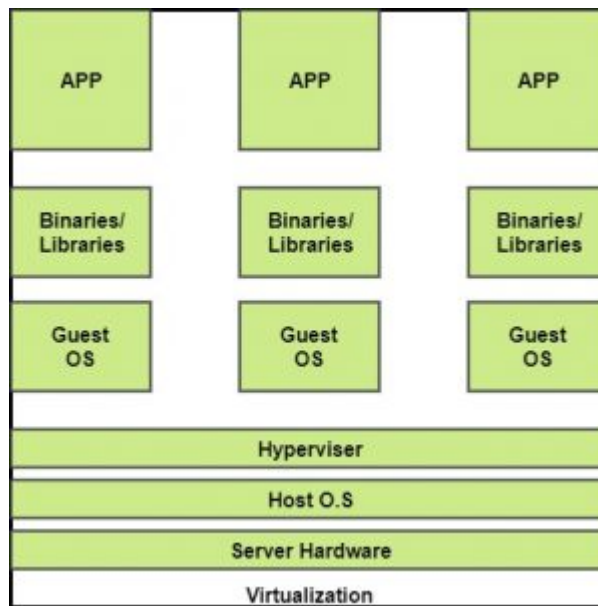 APP
APP
APP
Binaries/
Libraries
Binaries/
Libraries
Binaries/
Libraries
Guest
OS
Guest
OS
Guest
OS
Hyperviser
Host O.S
Server Hardware
Virtualization